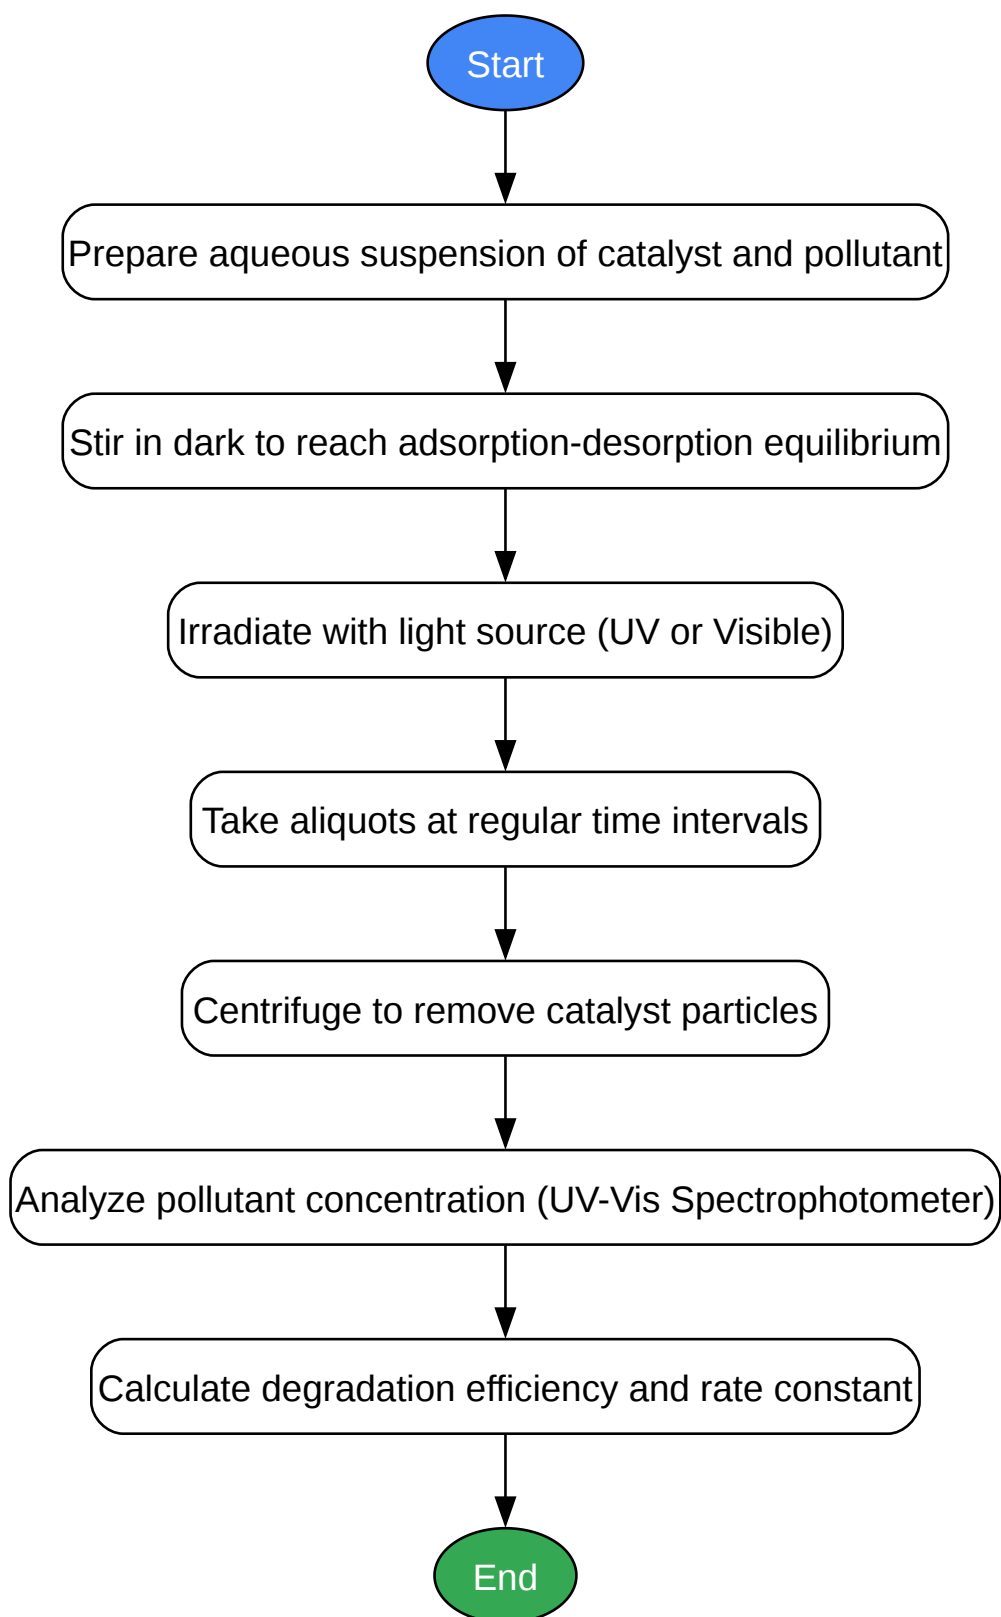 Start
Prepare aqueous suspension of catalyst and pollutant
Stir in dark to reach adsorption-desorption equilibrium
Irradiate with light source (UV or Visible)
Take aliquots at regular time intervals
Centrifuge to remove catalyst particles
Analyze pollutant concentration (UV-Vis Spectrophotometer)
Calculate degradation efficiency and rate constant
End